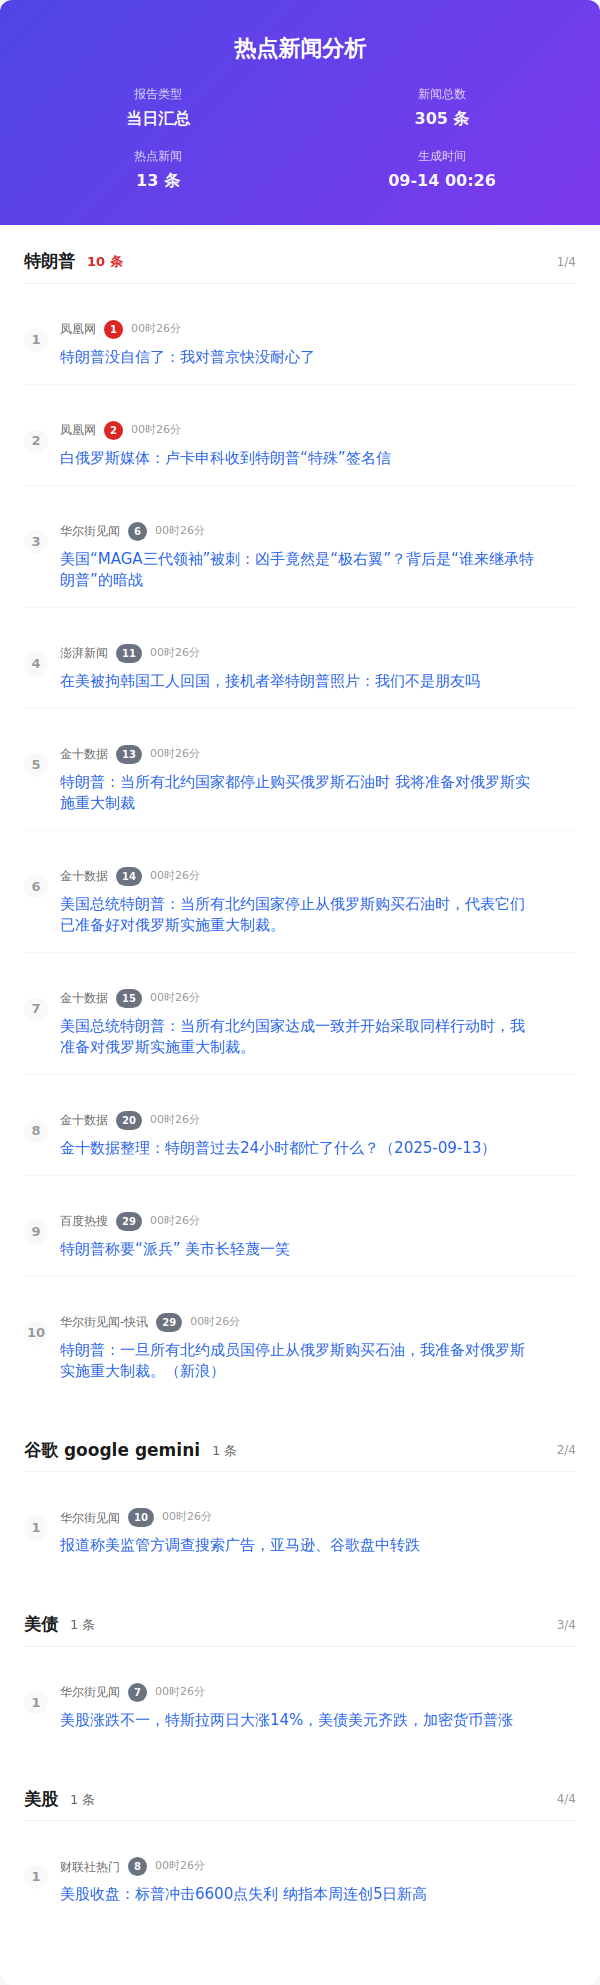 热点新闻分析
报告类型
当日汇总
新闻总数
305 条
热点新闻
13 条
生成时间
09-14 00:26
特朗普 10 条 1/4
1
凤凰网 1 00时26分
特朗普没自信了：我对普京快没耐心了
2
凤凰网 2 00时26分
白俄罗斯媒体：卢卡申科收到特朗普“特殊”签名信
3
华尔街见闻 6 00时26分
美国“MAGA三代领袖”被刺：凶手竟然是“极右翼”？背后是“谁来继承特
朗普”的暗战
4
澎湃新闻 11 00时26分
在美被拘韩国工人回国，接机者举特朗普照片：我们不是朋友吗
5
金十数据 13 00时26分
特朗普：当所有北约国家都停止购买俄罗斯石油时 我将准备对俄罗斯实
施重大制裁
6
金十数据 14 00时26分
美国总统特朗普：当所有北约国家停止从俄罗斯购买石油时，代表它们
已准备好对俄罗斯实施重大制裁。
7
金十数据 15 00时26分
美国总统特朗普：当所有北约国家达成一致并开始采取同样行动时，我
准备对俄罗斯实施重大制裁。
8
金十数据 20 00时26分
金十数据整理：特朗普过去24小时都忙了什么？（2025-09-13）
9
百度热搜 29 00时26分
特朗普称要“派兵” 美市长轻蔑一笑
10
华尔街见闻-快讯 29 00时26分
特朗普：一旦所有北约成员国停止从俄罗斯购买石油，我准备对俄罗斯
实施重大制裁。（新浪）
谷歌 google gemini 1 条 2/4
1
华尔街见闻 10 00时26分
报道称美监管方调查搜索广告，亚马逊、谷歌盘中转跌
美债 1 条 3/4
1
华尔街见闻 7 00时26分
美股涨跌不一，特斯拉两日大涨14%，美债美元齐跌，加密货币普涨
美股 1 条 4/4
1
财联社热门 8 00时26分
美股收盘：标普冲击6600点失利 纳指本周连创5日新高